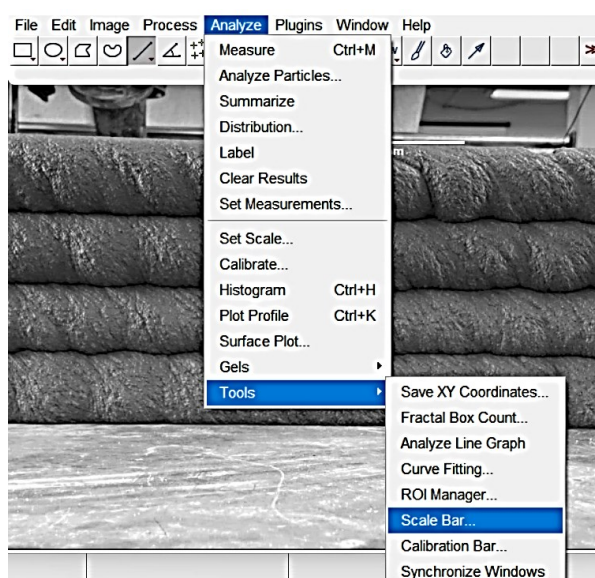 File Edit Image Process Analyze Plugins Window Help
Measure Ctrl+M
Analyze Particles...
Summarize
Distribution...
Label
Clear Results
Set Measurements...
Set Scale...
Calibrate...
Histogram Ctrl+H
Plot Profile Ctrl+K
Surface Plot...
Gels
Tools
Save XY Coordinates...
Fractal Box Count...
Analyze Line Graph
Curve Fitting...
ROI Manager...
Scale Bar...
Calibration Bar...
Synchronize Windows